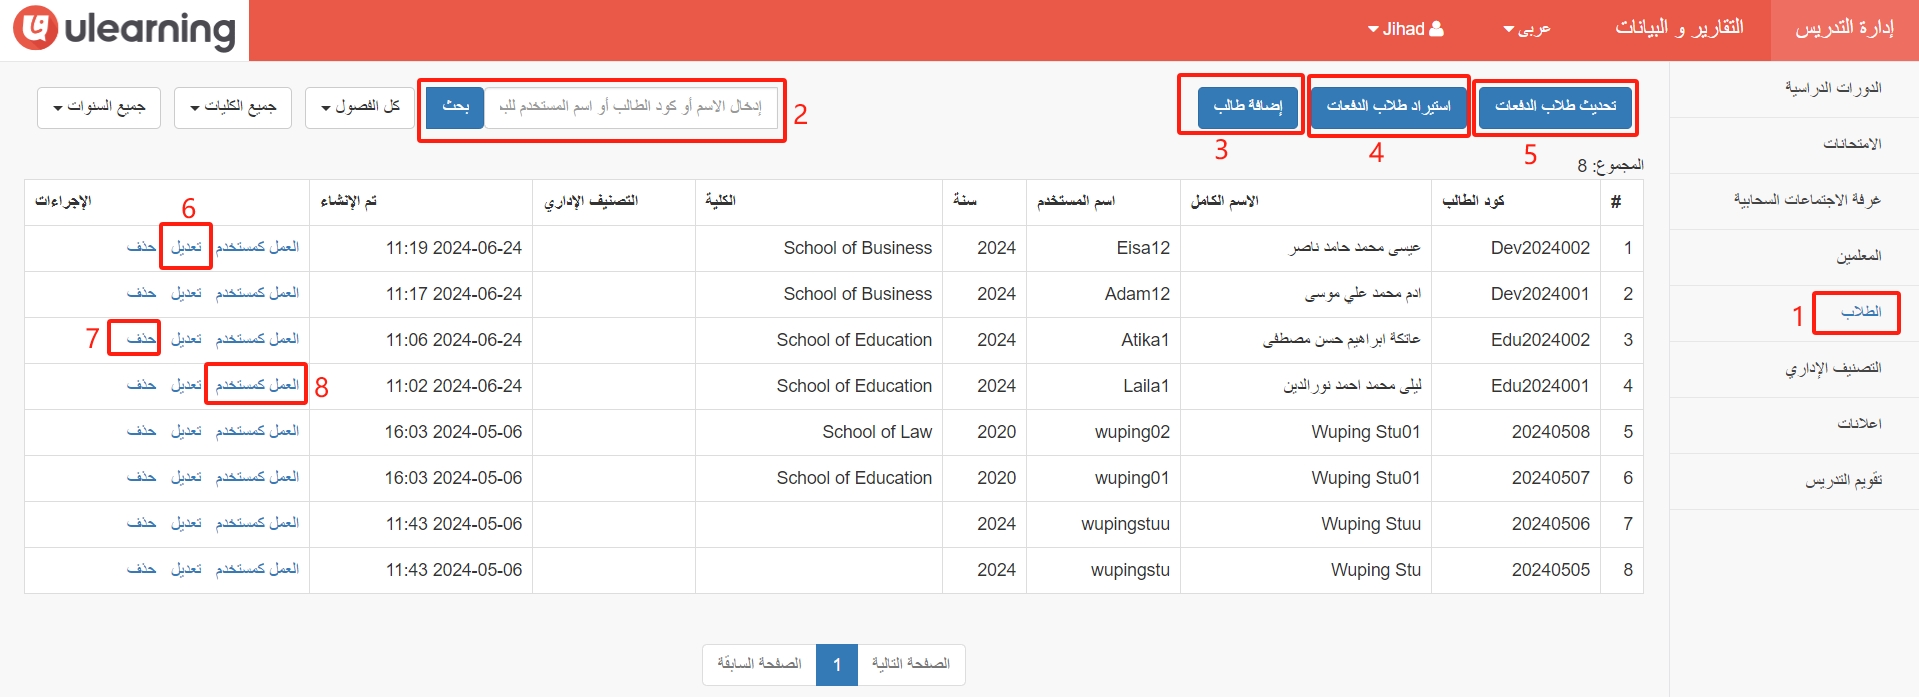 إدارة التدريس
التقارير و البيانات
عربى
Jihad
ulearning
الدورات الدراسية
الامتحانات
غرفة الاجتماعات السحابية
المعلمين
الطلاب
1
التصنيف الإداري
اعلانات
تقويم التدريس
تحديث طلاب الدفعات
5
استيراد طلاب الدفعات
4
إضافة طالب
3
إدخال الاسم أو كود الطالب أو اسم المستخدم للبح
بحث
2
كل الفصول
جميع الكليات
جميع السنوات
المجموع: 8
# كود الطالب الاسم الكامل اسم المستخدم سنة الكلية التصنيف الإداري تم الإنشاء الإجراءات
6
1 Dev2024002 عيسى محمد حامد ناصر Eisa12 2024 School of Business 11:19 2024-06-24 العمل كمستخدم تعديل حذف
2 Dev2024001 ادم محمد علي موسى Adam12 2024 School of Business 11:17 2024-06-24 العمل كمستخدم تعديل حذف
3 Edu2024002 عاتكة ابراهيم حسن مصطفى Atika1 2024 School of Education 11:06 2024-06-24 العمل كمستخدم تعديل حذف
7
4 Edu2024001 ليلى محمد احمد نورالدين Laila1 2024 School of Education 11:02 2024-06-24 العمل كمستخدم تعديل حذف
8
5 20240508 Wuping Stu01 wuping02 2020 School of Law 16:03 2024-05-06 العمل كمستخدم تعديل حذف
6 20240507 Wuping Stu01 wuping01 2020 School of Education 16:03 2024-05-06 العمل كمستخدم تعديل حذف
7 20240506 Wuping Stuu wupingstuu 2024 11:43 2024-05-06 العمل كمستخدم تعديل حذف
8 20240505 Wuping Stu wupingstu 2024 11:43 2024-05-06 العمل كمستخدم تعديل حذف
الصفحة التالية
1
الصفحة السابقة